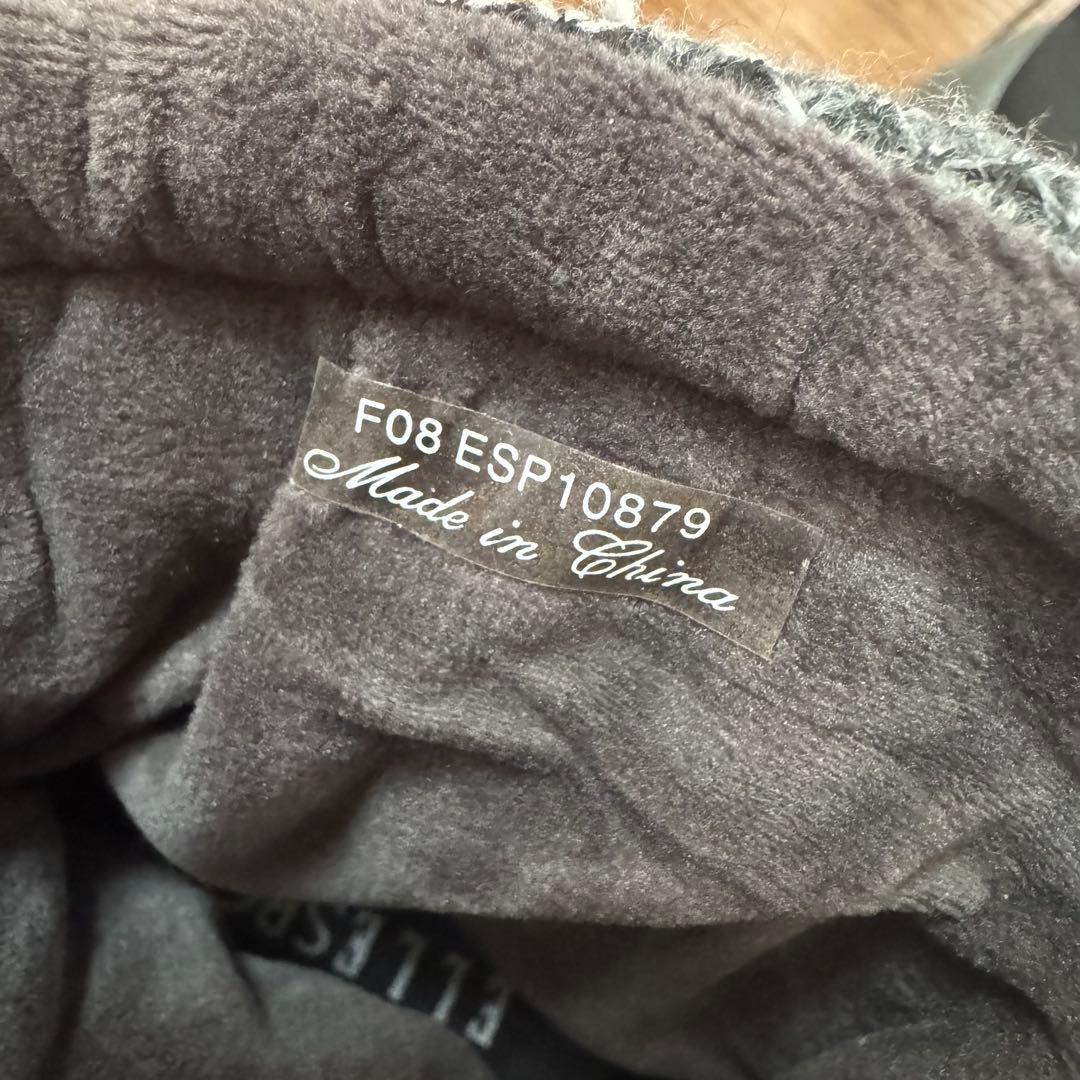 F08 ESP10879
Made in China